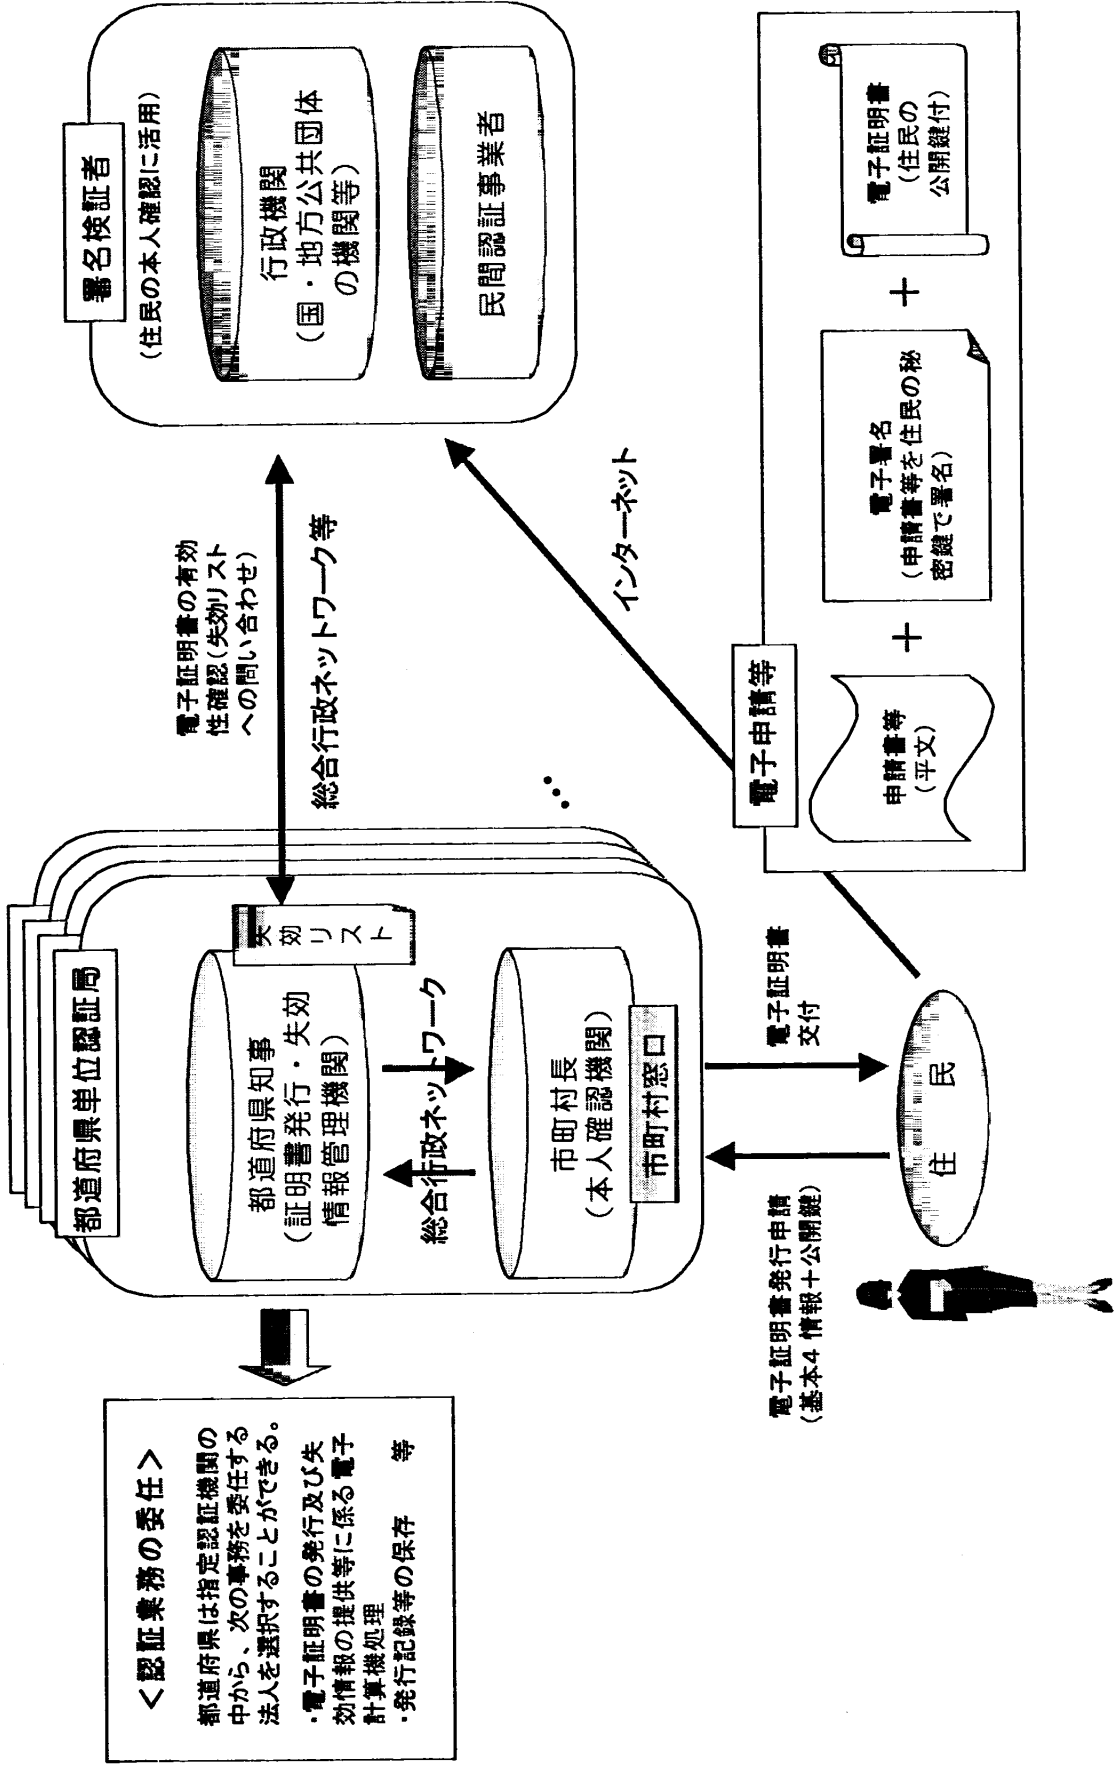 <認証業務の委任>
都道府県は指定認証機関の
中から、次の事務を委任する
法人を選択することができる。
・電子証明書の発行及び失
効情報の提供等に係る電子
計算機処理
・発行記録等の保存 等
都道府県単位認証局
都道府県知事
(証明書発行・失効
情報管理機関)
失効リスト
総合行政ネットワーク
市町村長
(本人確認機関)
市町村窓口
電子証明書発行申請
(基本4情報+公開鍵)
電子証明書
交付
住 民
電子証明書の有効
性確認(失効リスト
への問い合わせ)
総合行政ネットワーク等
・・・
インターネット
署名検証者
(住民の本人確認に活用)
行政機関
(国・地方公共団体
の機関等)
民間認証事業者
電子申請等
申請書等
(平文)
+
電子署名
(申請書等を住民の秘
密鍵で署名)
+
電子証明書
(住民の
公開鍵付)